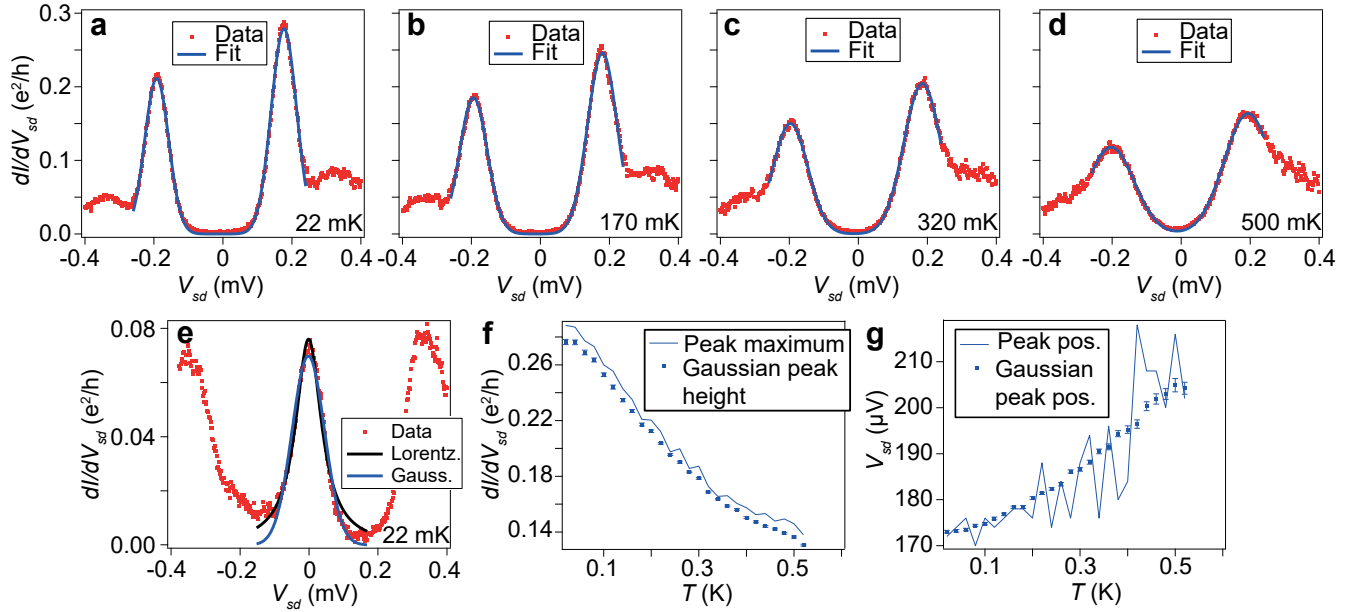 a
Data
Fit
dI/dVsd (e²/h)
0.3
0.2
0.1
0.0
22 mK
-0.4
-0.2
0
0.2
0.4
Vsd (mV)
b
Data
Fit
170 mK
-0.4
-0.2
0
0.2
0.4
Vsd (mV)
c
Data
Fit
320 mK
-0.4
-0.2
0
0.2
0.4
Vsd (mV)
d
Data
Fit
500 mK
-0.4
-0.2
0
0.2
0.4
Vsd (mV)
e
dI/dVsd (e²/h)
0.08
0.04
0.00
Data
Lorentz.
Gauss.
22 mK
-0.4
-0.2
0
0.2
0.4
Vsd (mV)
f
Peak maximum
Gaussian peak
height
dI/dVsd (e²/h)
0.26
0.22
0.18
0.14
0.1
0.3
0.5
T (K)
g
Peak pos.
Gaussian
peak pos.
Vsd (µV)
210
200
190
180
170
0.1
0.3
0.5
T (K)